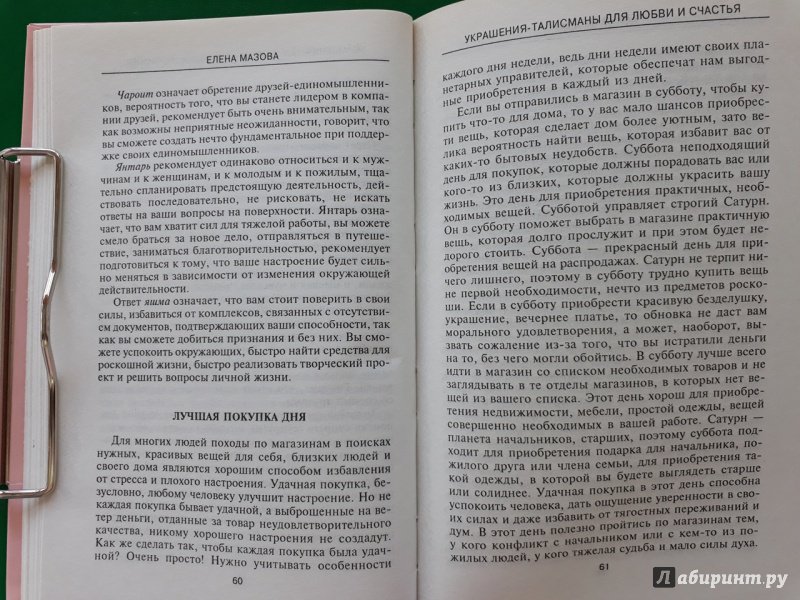 ЕЛЕНА МАЗОВА
Чароит означает обретение друзей-единомышленни-
ков, вероятность того, что вы станете лидером в компа-
нии друзей, рекомендует быть очень внимательным, так
как возможны неприятные неожиданности, говорит, что
вы сможете создать нечто фундаментальное при поддер-
жке своих единомышленников.
Янтарь рекомендует одинаково относиться и к муж-
чинам и к женщинам, и к молодым и к пожилым, тща-
тельно спланировать предстоящую деятельность, дей-
ствовать последовательно, не рисковать, не искать
ответы на ваши вопросы на поверхности. Янтарь озна-
чает, что вам хватит сил для тяжелой работы, вы можете
смело браться за новое дело, отправляться в путеше-
ствие, заниматься благотворительностью, рекомендует
подготовиться к тому, что ваше настроение будет силь-
но меняться в зависимости от изменения окружающей
действительности.
Ответ яшма означает, что вам стоит поверить в свои
силы, избавиться от комплексов, связанных с отсутстви-
ем документов, подтверждающих ваши способности, так
как вы сможете добиться признания и без них. Вы смо-
жете успокоить окружающих, быстро найти средства для
роскошной жизни, быстро реализовать творческий про-
ект и решить вопросы личной жизни.
ЛУЧШАЯ ПОКУПКА ДНЯ
Для многих людей походы по магазинам в поисках
нужных, красивых вещей для себя, близких людей и
своего дома являются хорошим способом избавления
от стресса и плохого настроения. Удачная покупка, бе-
зусловно, любому человеку улучшит настроение. Но не
каждая покупка бывает удачной, а выброшенные на ве-
тер деньги, отданные за товар неудовлетворительного
качества, никому хорошего настроения не создадут.
Как же сделать так, чтобы каждая покупка была удач-
ной? Очень просто! Нужно учитывать особенности
60
УКРАШЕНИЯ-ТАЛИСМАНЫ ДЛЯ ЛЮБВИ И СЧАСТЬЯ
каждого дня недели, ведь дни недели имеют своих пла-
нетарных управителей, которые обеспечат нам выгод-
ные приобретения в каждый из дней.
Если вы отправились в магазин в субботу, чтобы ку-
пить что-то для дома, то у вас мало шансов приобрес-
ти вещь, которая сделает дом более уютным, зато ве-
лика вероятность найти вещь, которая избавит вас от
каких-то бытовых неудобств. Суббота неподходящий
день для покупок, которые должны порадовать вас или
кого-то из близких, которые должны украсить вашу
жизнь. Это день для приобретения практичных, необ-
ходимых вещей. Субботой управляет строгий Сатурн.
Он в субботу поможет выбрать в магазине практичную
вещь, которая долго прослужит и при этом будет не-
дорого стоить. Суббота — прекрасный день для при-
обретения вещей на распродажах. Сатурн не терпит ни-
чего лишнего, поэтому в субботу трудно купить вещь
не первой необходимости, нечто из предметов роско-
ши. Если в субботу приобрести красивую безделушку,
украшение, вечернее платье, то обновка не даст вам
морального удовлетворения, а может, наоборот, вы-
звать сожаление из-за того, что вы истратили деньги
на то, без чего могли обойтись. В субботу лучше всего
идти в магазин со списком необходимых товаров и не
заглядывать в те отделы магазинов, в которых нет ве-
щей из вашего списка. Этот день хорош для приобре-
тения недвижимости, мебели, простой одежды, вещей
совершенно необходимых в вашей работе. Сатурн —
планета начальников, старших, поэтому суббота под-
ходит для приобретения подарка для начальника, по-
жилого друга или члена семьи, для приобретения та-
кой одежды, в которой вы будете выглядеть старше
или солиднее. Удачная покупка в этот день способна
успокоить человека, дать ощущение уверенности в сво-
их силах и даже избавить от тягостных переживаний и
дум. В этот день полезно пройтись по магазинам тем,
у кого конфликт с начальником или с кем-то из по-
жилых людей, у кого тяжелая судьба и мало силы духа.
61
Лабиринт.ру